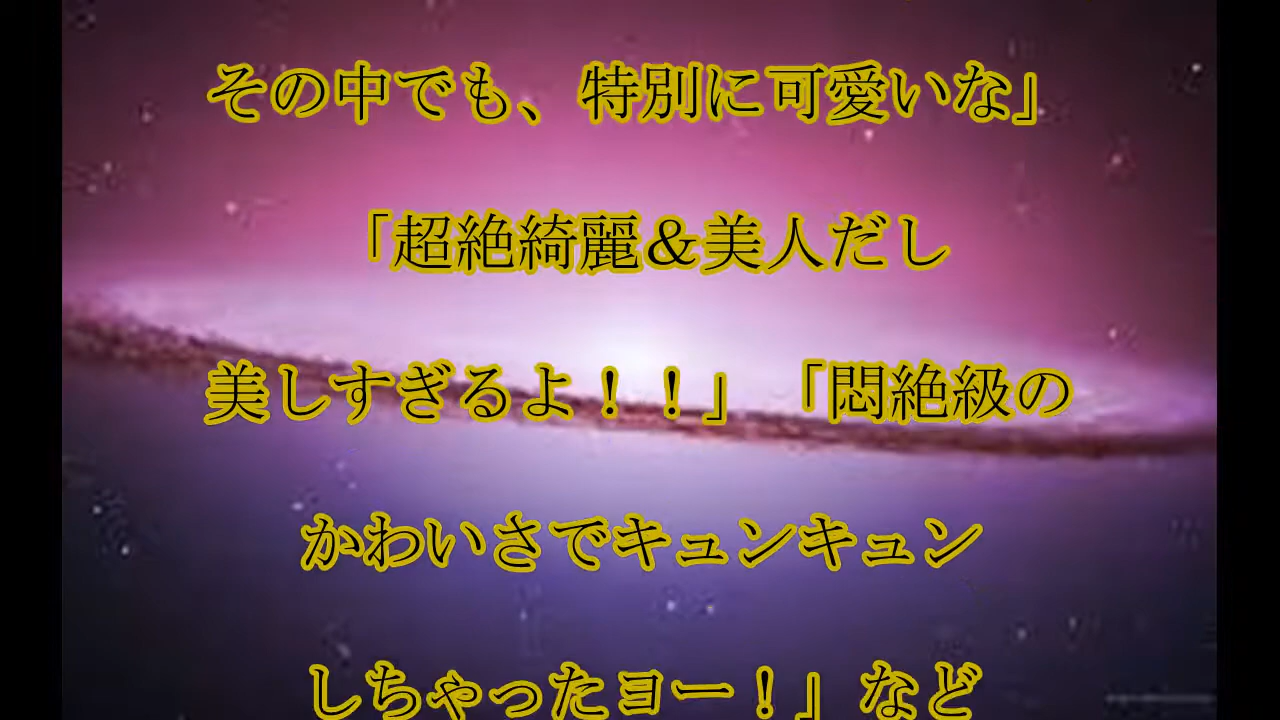 その中でも、特別に可愛いな」
「超絶綺麗＆美人だし
美しすぎるよ！！」「悶絶級の
かわいさでキュンキュン
しちゃったヨー！」など